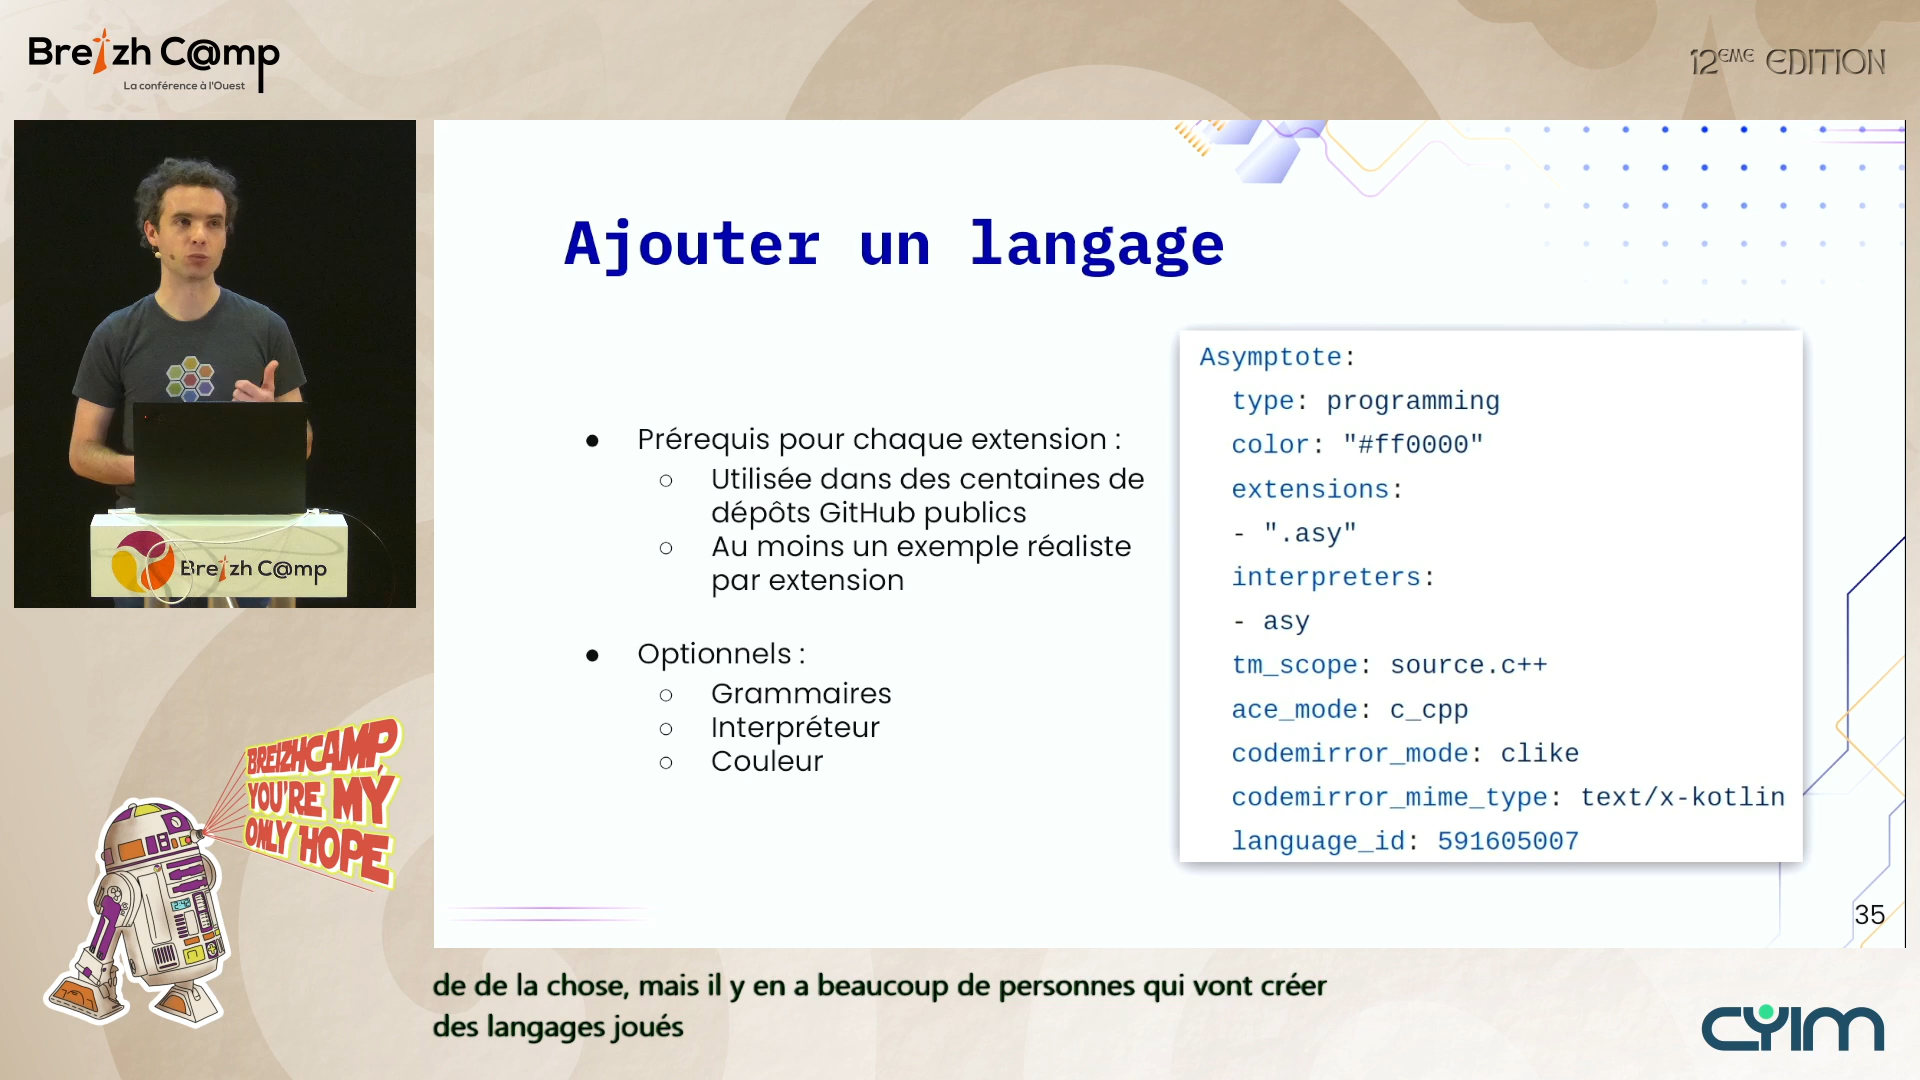 Breizh C@mp
La conférence à l'Ouest
12EME EDITION
Ajouter un langage
● Prérequis pour chaque extension :
○ Utilisée dans des centaines de
dépôts GitHub publics
○ Au moins un exemple réaliste
par extension
● Optionnels :
○ Grammaires
○ Interpréteur
○ Couleur
Asymptote:
type: programming
color: "#ff0000"
extensions:
- ".asy"
interpreters:
- asy
tm_scope: source.c++
ace_mode: c_cpp
codemirror_mode: clike
codemirror_mime_type: text/x-kotlin
language_id: 591605007
35
Breizh C@mp
BREIZHCAMP,
YOU'RE MY
ONLY HOPE
de de la chose, mais il y en a beaucoup de personnes qui vont créer
des langages joués
CYIM